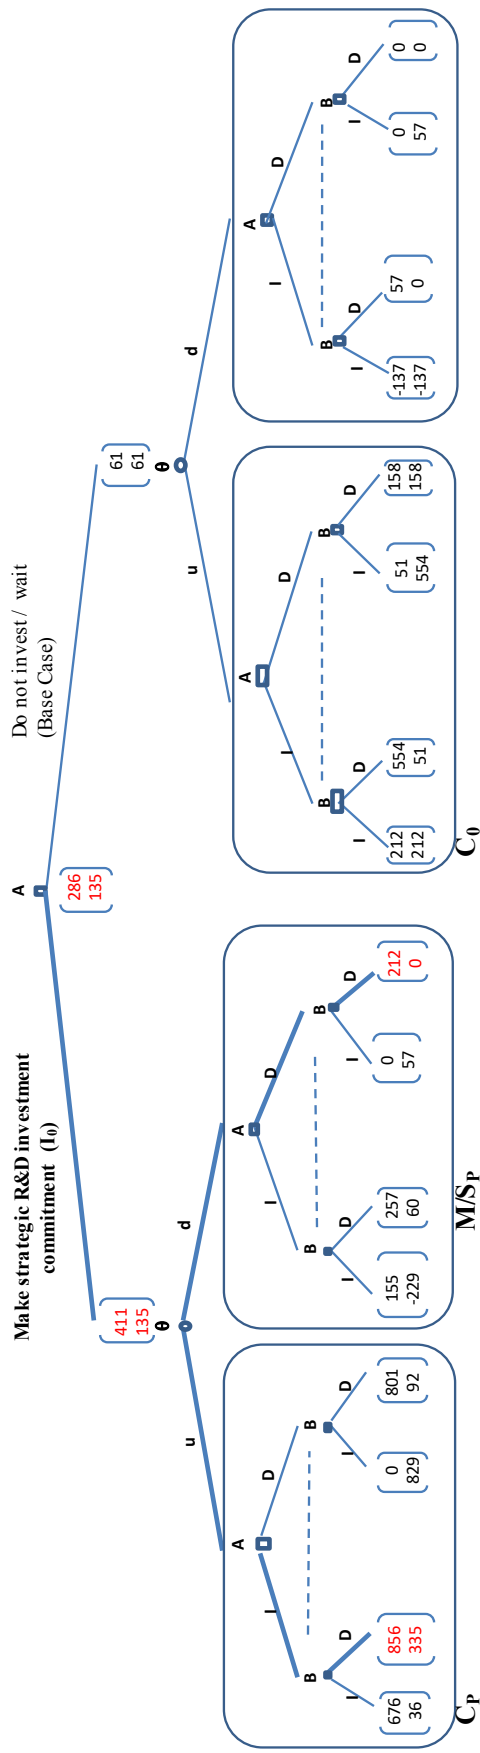 A
286
135
Make strategic R&D investment
commitment (I0)
Do not invest / wait
(Base Case)
411
135
θ
61
61
θ
u
d
u
d
A
I
D
B
B
I
D
I
D
676
36
856
335
0
829
801
92
CP
A
I
D
B
B
I
D
I
D
155
-229
257
60
0
57
212
0
M/SP
A
I
D
B
B
I
D
I
D
212
212
554
51
51
554
158
158
C0
A
I
D
B
B
I
D
I
D
-137
-137
57
0
0
57
0
0